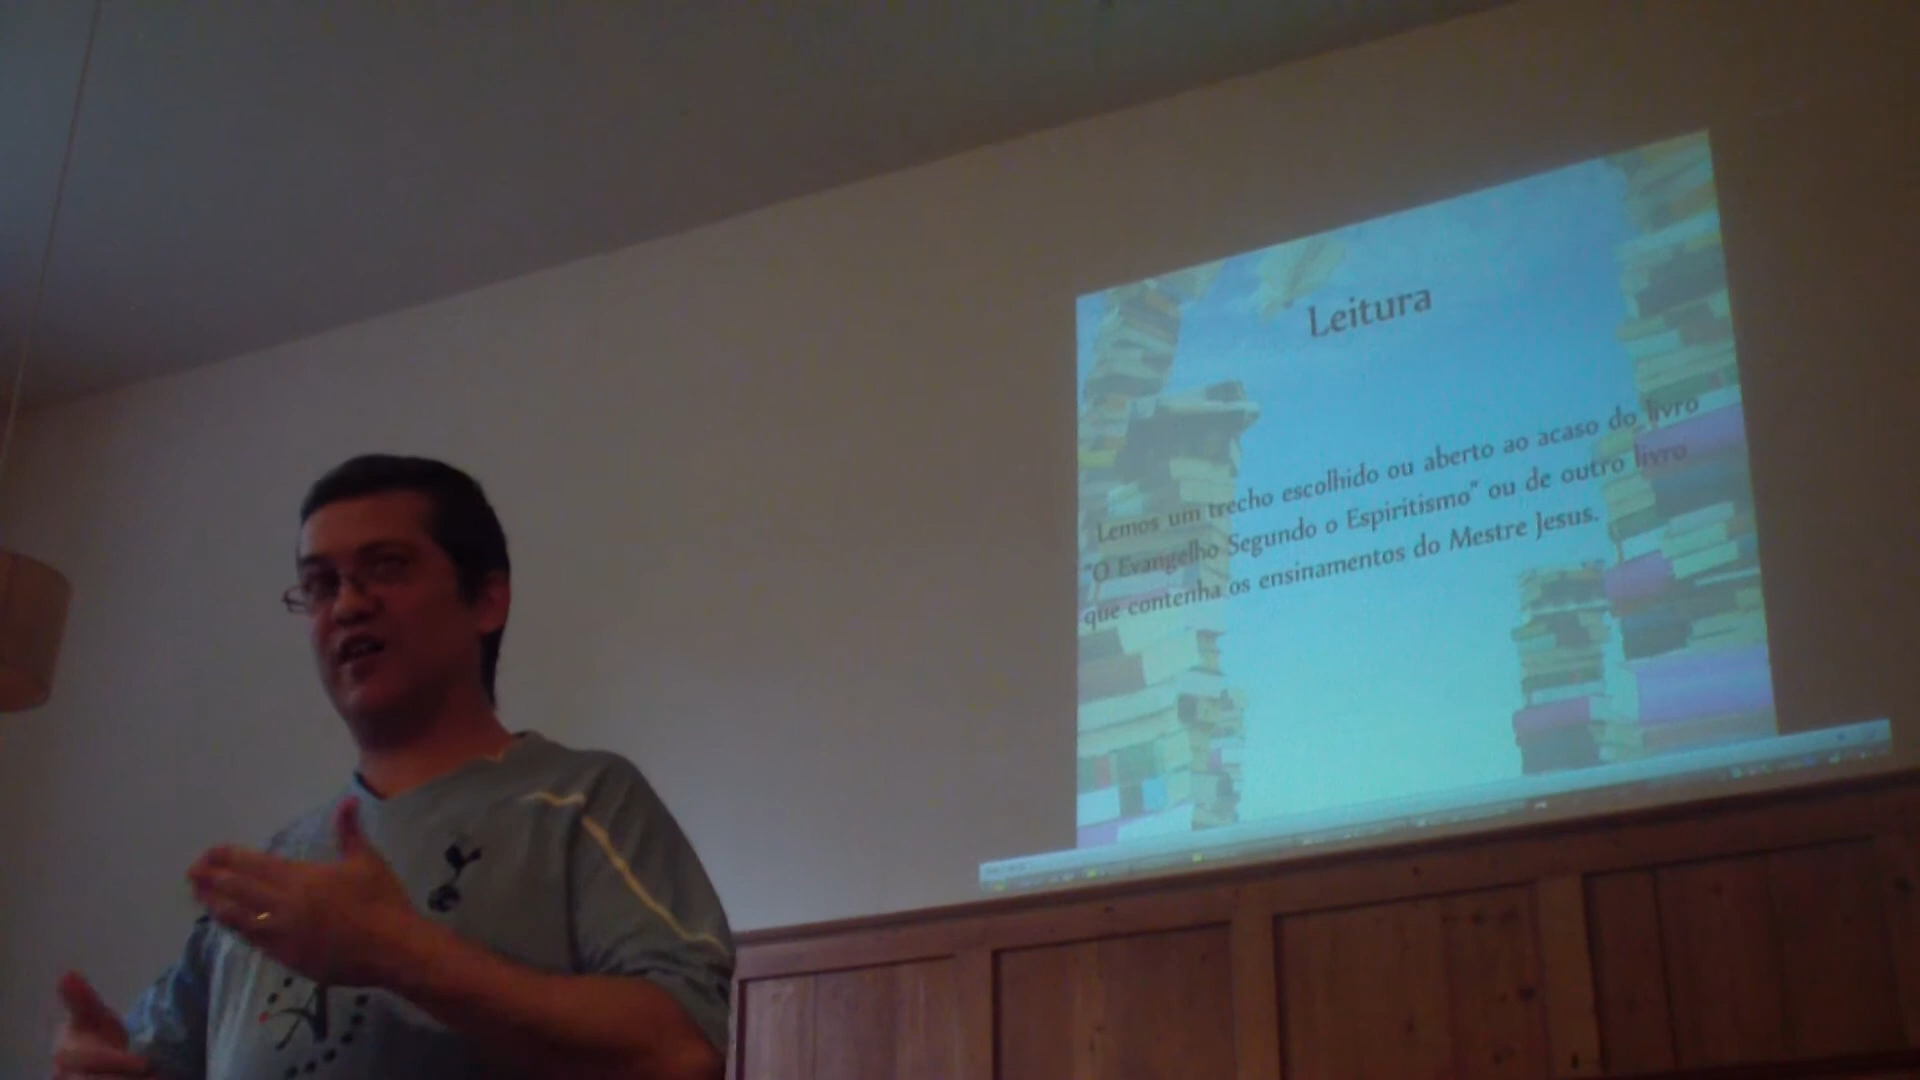 Leitura
Lemos um trecho escolhido ou aberto ao acaso do livro
"O Evangelho Segundo o Espiritismo" ou de outro livro
que contenha os ensinamentos do Mestre Jesus.